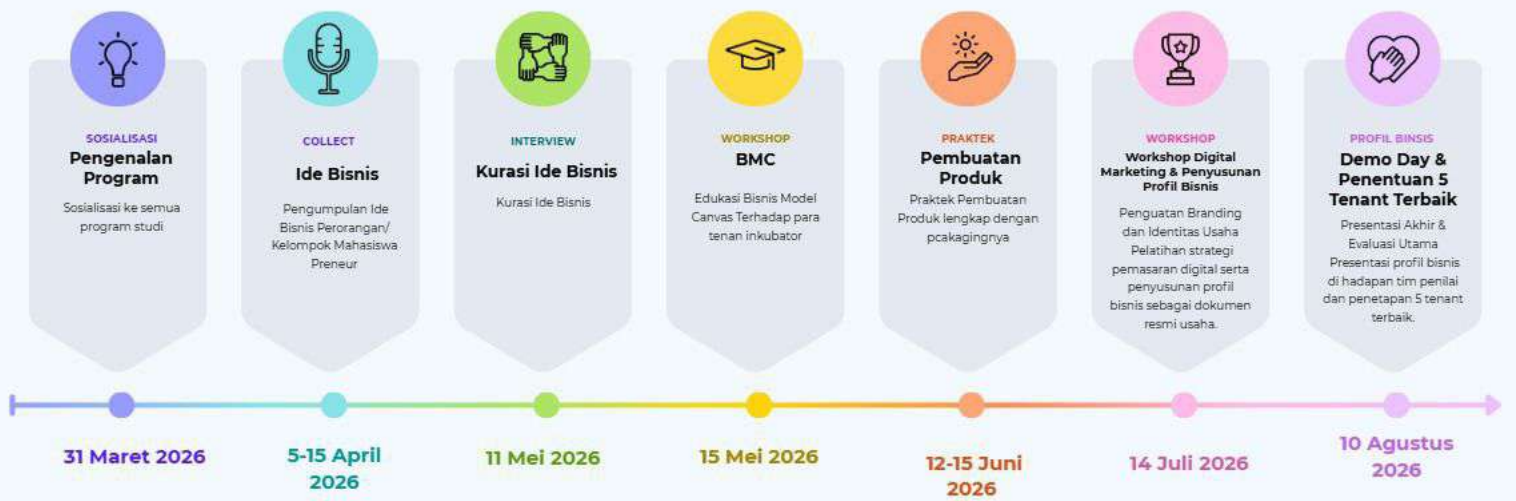 SOSIALISASI
Pengenalan
Program
Sosialisasi ke semua
program studi
COLLECT
Ide Bisnis
Pengumpulan Ide
Bisnis Perorangan/
Kelompok Mahasiswa
Preneur
INTERVIEW
Kurasi Ide Bisnis
Kurasi Ide Bisnis
WORKSHOP
BMC
Edukasi Bisnis Model
Canvas Terhadap para
tenan inkubator
PRAKTEK
Pembuatan
Produk
Praktek Pembuatan
Produk lengkap dengan
pcakagingnya
WORKSHOP
Workshop Digital
Marketing & Penyusunan
Profil Bisnis
Penguatan Branding
dan Identitas Usaha
Pelatihan strategi
pemasaran digital serta
penyusunan profil
bisnis sebagai dokumen
resmi usaha.
PROFIL BINSIS
Demo Day &
Penentuan 5
Tenant Terbaik
Presentasi Akhir &
Evaluasi Utama
Presentasi profil bisnis
di hadapan tim penilai
dan penetapan 5 tenant
terbaik.
31 Maret 2026
5-15 April
2026
11 Mei 2026
15 Mei 2026
12-15 Juni
2026
14 Juli 2026
10 Agustus
2026